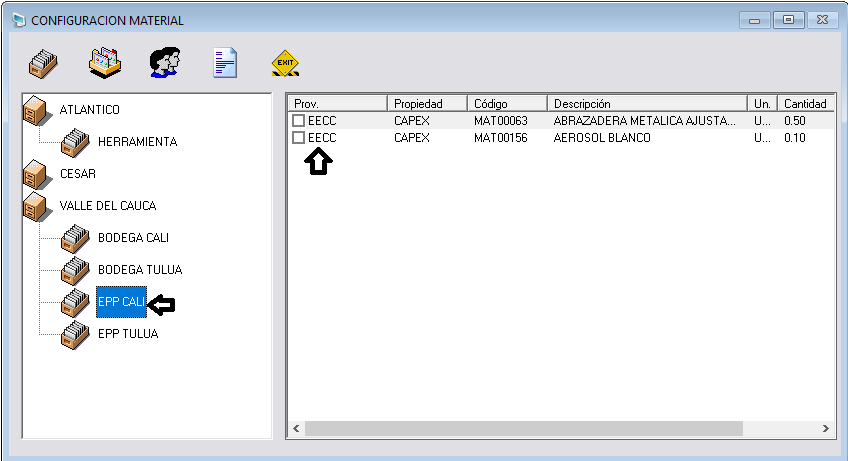 CONFIGURACION MATERIAL
EXIT
ATLANTICO
HERRAMIENTA
CESAR
VALLE DEL CAUCA
BODEGA CALI
BODEGA TULUA
EPP CALI
EPP TULUA
Prov. Propiedad Código Descripción Un. Cantidad
EECC CAPEX MAT00063 ABRAZADERA METALICA AJUSTA... U... 0.50
EECC CAPEX MAT00156 AEROSOL BLANCO U... 0.10